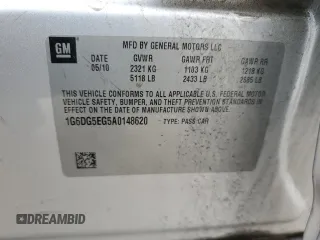 GM
MFD BY GENERAL MOTORS LLC
DATE GVWR GAWR FRT GAWR RR
05/10 2321 KG 1103 KG 1218 KG
5118 LB 2433 LB 2685 LB
THIS VEHICLE CONFORMS TO ALL APPLICABLE U.S. FEDERAL MOTOR
VEHICLE SAFETY, BUMPER, AND THEFT PREVENTION STANDARDS IN
EFFECT ON THE DATE OF MANUFACTURE SHOWN ABOVE.
1G6DG5EG5A0148620 TYPE: PASS CAR
DREAMBID